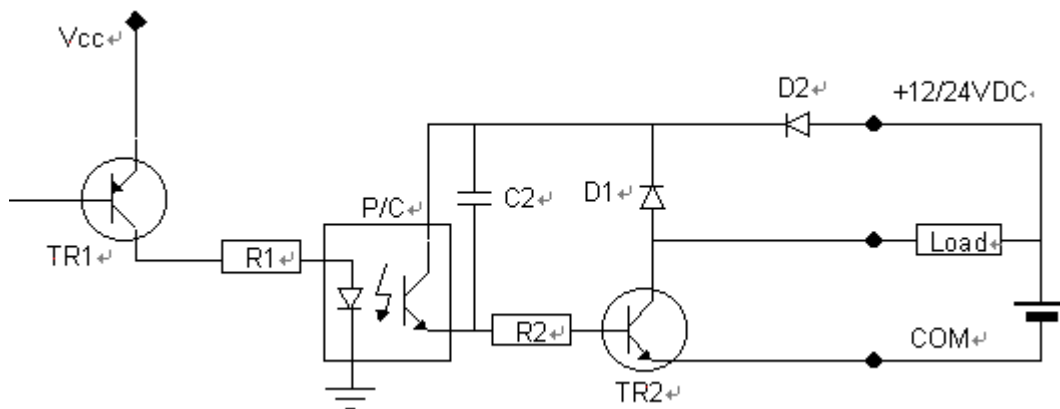 Vcc↵
D2↵
+12/24VDC↵
C2↵
D1↵
P/C↵
TR1↵
R1↵
Load↵
R2↵
COM↵
TR2↵